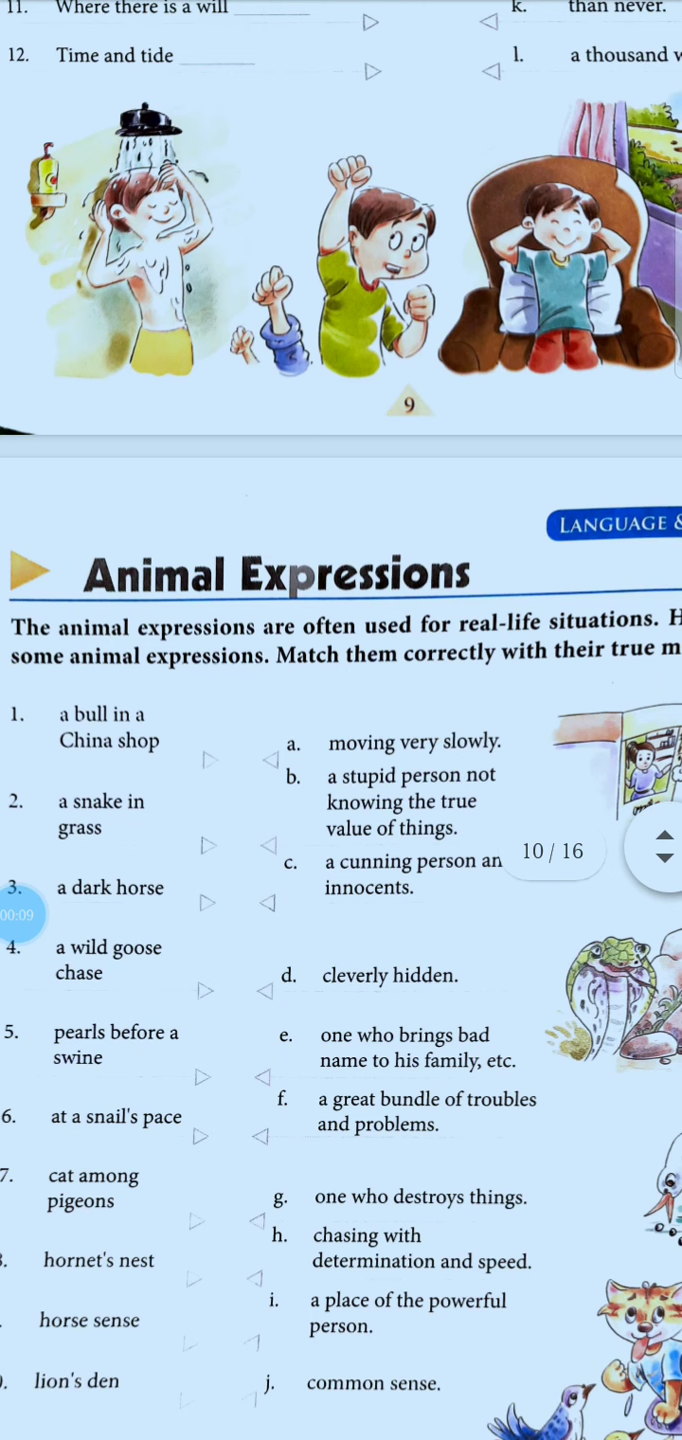 11. Where there is a will ________
k. than never.
12. Time and tide ________
l. a thousand
9
LANGUAGE &
Animal Expressions
The animal expressions are often used for real-life situations.
some animal expressions. Match them correctly with their true
1. a bull in a
China shop
a. moving very slowly.
b. a stupid person not
knowing the true
value of things.
2. a snake in
grass
c. a cunning person
innocents.
10 / 16
3. a dark horse
00:09
4. a wild goose
chase
d. cleverly hidden.
5. pearls before a
swine
e. one who brings bad
name to his family, etc.
f. a great bundle of troubles
and problems.
6. at a snail's pace
7. cat among
pigeons
g. one who destroys things.
h. chasing with
determination and speed.
hornet's nest
i. a place of the powerful
person.
horse sense
lion's den
j. common sense.